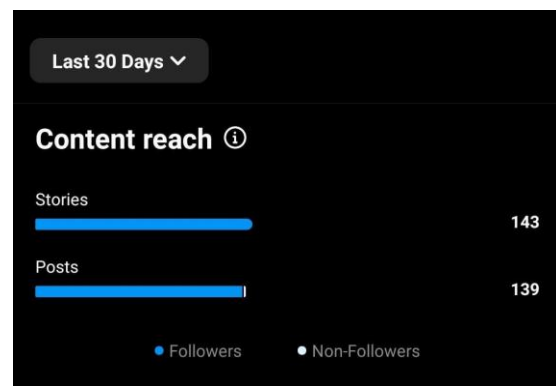 Last 30 Days
Content reach
Stories
143
Posts
139
Followers Non-Followers